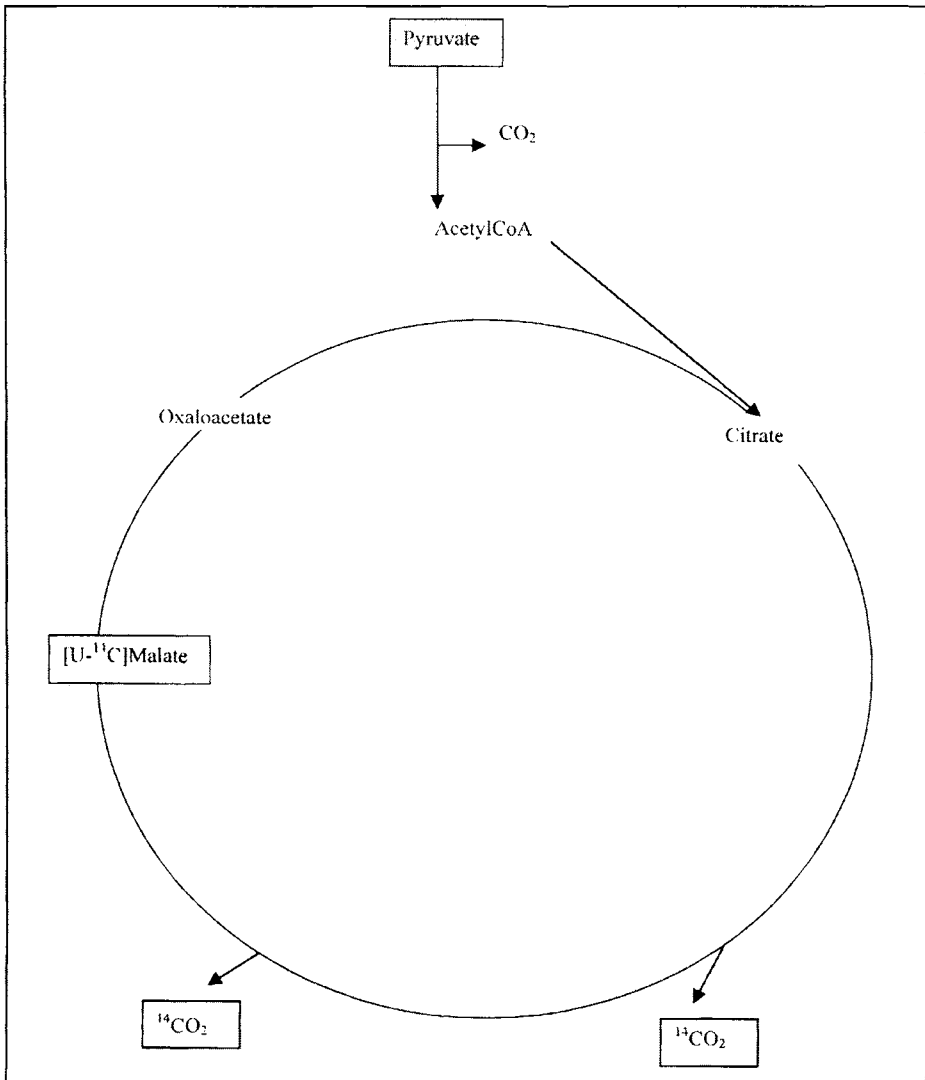 Pyruvate
CO₂
AcetylCoA
Oxaloacetate
Citrate
[U-¹⁴C]Malate
¹⁴CO₂
¹⁴CO₂